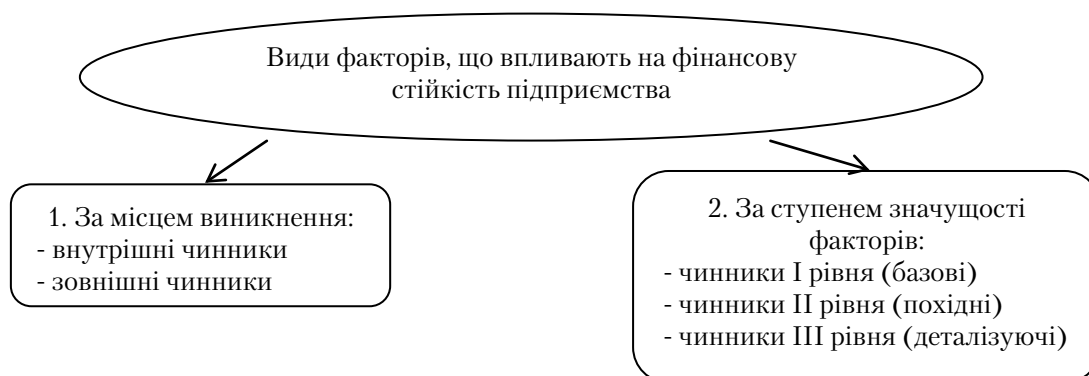 Види факторів, що впливають на фінансову
стійкість підприємства
1. За місцем виникнення:
- внутрішні чинники
- зовнішні чинники
2. За ступенем значущості
факторів:
- чинники І рівня (базові)
- чинники ІІ рівня (похідні)
- чинники ІІІ рівня (деталізуючі)